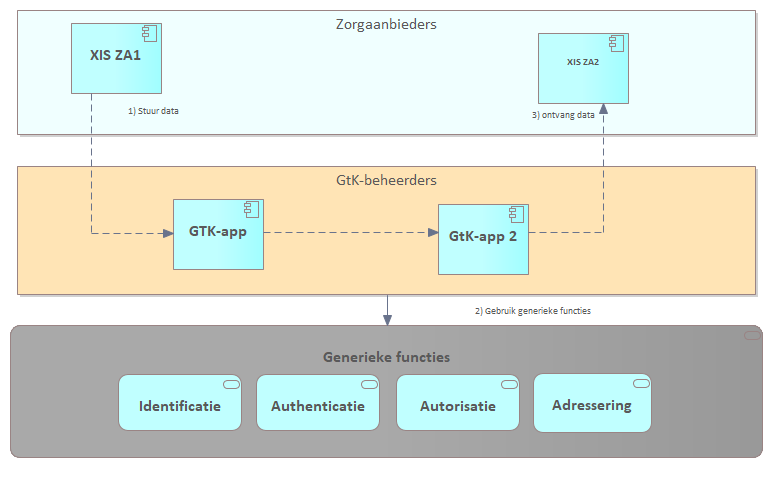 Zorgaanbieders
XIS ZA1
XIS ZA2
1) Stuur data
3) ontvang data
GtK-beheerders
GTK-app
GtK-app 2
2) Gebruik generieke functies
Generieke functies
Identificatie
Authenticatie
Autorisatie
Adressering